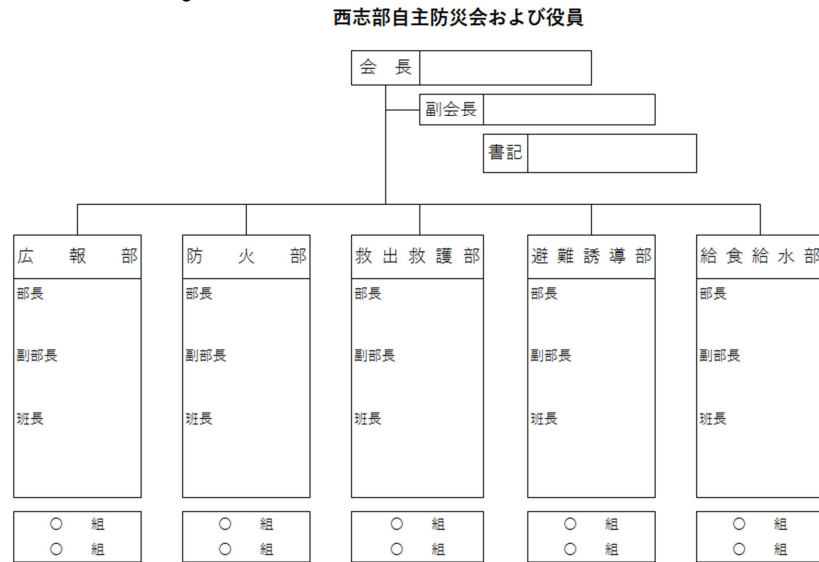 西志部自主防災会および役員
会長
副会長
書記
広報部
防火部
救出救護部
避難誘導部
給食給水部
部長
部長
部長
部長
部長
副部長
副部長
副部長
副部長
副部長
班長
班長
班長
班長
班長
〇 組
〇 組
〇 組
〇 組
〇 組
〇 組
〇 組
〇 組
〇 組
〇 組